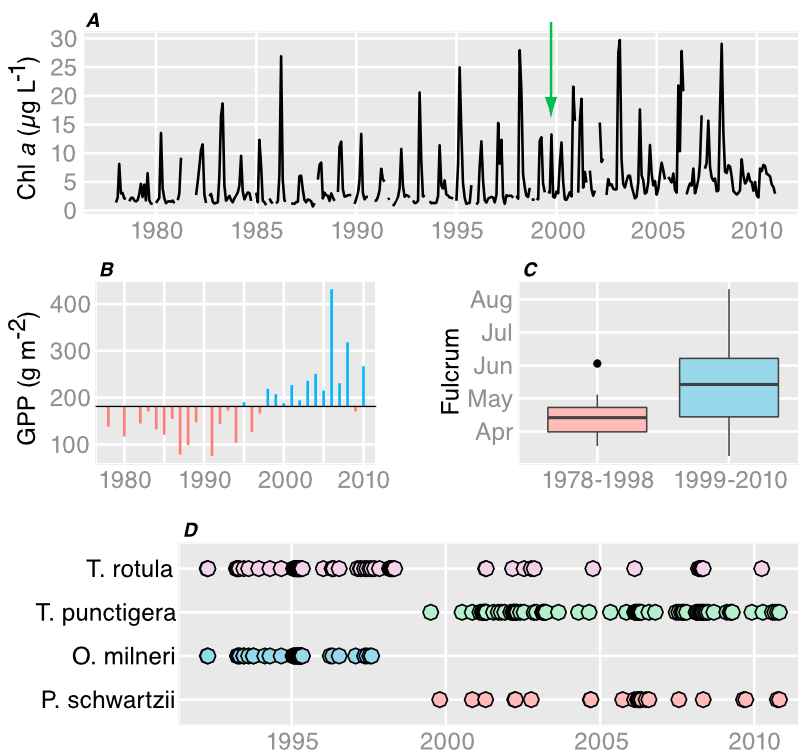 A
Chl a (µg L⁻¹)
30
25
20
15
10
5
0
1980 1985 1990 1995 2000 2005 2010
B
GPP (g m⁻²)
400
300
200
100
1980 1990 2000 2010
C
Fulcrum
Aug
Jul
Jun
May
Apr
1978-1998 1999-2010
D
T. rotula
T. punctigera
O. milneri
P. schwartzii
1995 2000 2005 2010